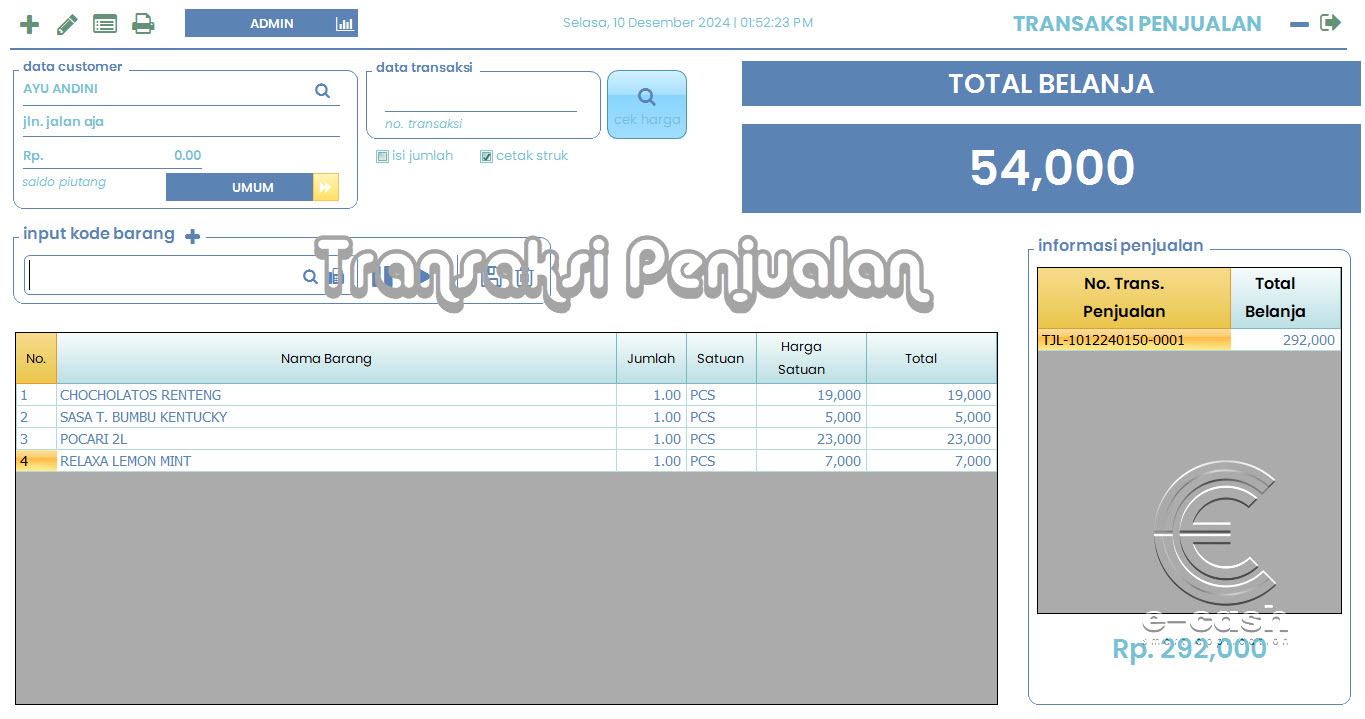 ADMIN
Selasa, 10 Desember 2024 | 01:52:23 PM
TRANSAKSI PENJUALAN
data customer
AYU ANDINI
jln. jalan aja
Rp. 0.00
saldo piutang
UMUM
data transaksi
no. transaksi
isi jumlah
cetak struk
cek harga
TOTAL BELANJA
54,000
input kode barang
Transaksi Penjualan
No. Nama Barang Jumlah Satuan Harga Satuan Total
1 CHOCHOLATOS RENTENG 1.00 PCS 19,000 19,000
2 SASA T. BUMBU KENTUCKY 1.00 PCS 5,000 5,000
3 POCARI 2L 1.00 PCS 23,000 23,000
4 RELAXA LEMON MINT 1.00 PCS 7,000 7,000
informasi penjualan
No. Trans. Penjualan Total Belanja
TJL-1012240150-0001 292,000
e-cash
Rp. 292,000